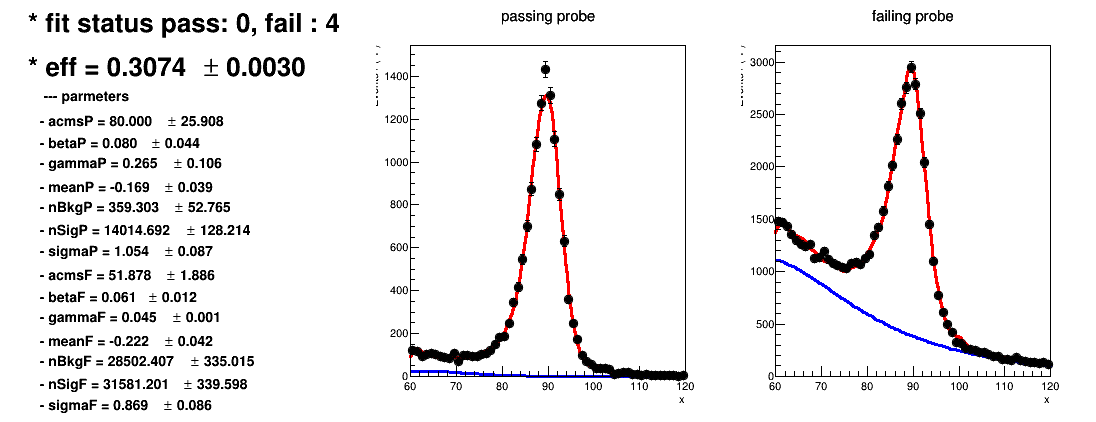 * fit status pass: 0, fail : 4
* eff = 0.3074 ± 0.0030
--- parmeters
- acmsP = 80.000 ± 25.908
- betaP = 0.080 ± 0.044
- gammaP = 0.265 ± 0.106
- meanP = -0.169 ± 0.039
- nBkgP = 359.303 ± 52.765
- nSigP = 14014.692 ± 128.214
- sigmaP = 1.054 ± 0.087
- acmsF = 51.878 ± 1.886
- betaF = 0.061 ± 0.012
- gammaF = 0.045 ± 0.001
- meanF = -0.222 ± 0.042
- nBkgF = 28502.407 ± 335.015
- nSigF = 31581.201 ± 339.598
- sigmaF = 0.869 ± 0.086
passing probe
1400
1200
1000
800
600
400
200
0
60 70 80 90 100 110 120
x
failing probe
3000
2500
2000
1500
1000
500
0
60 70 80 90 100 110 120
x